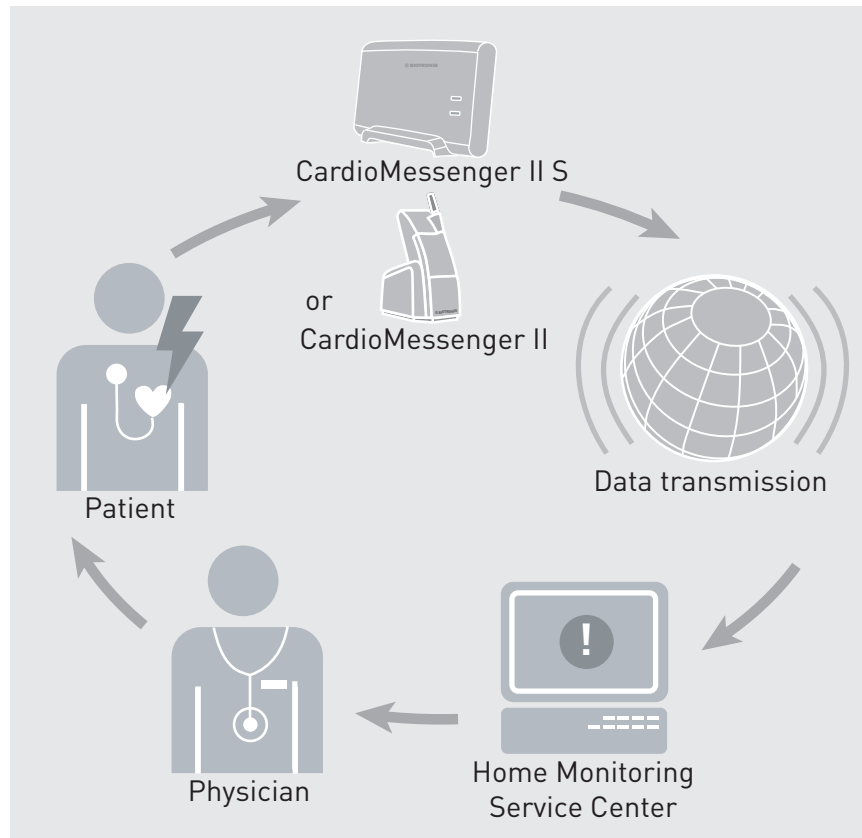 CardioMessenger II S
or
CardioMessenger II
Data transmission
Patient
!
Home Monitoring
Service Center
Physician